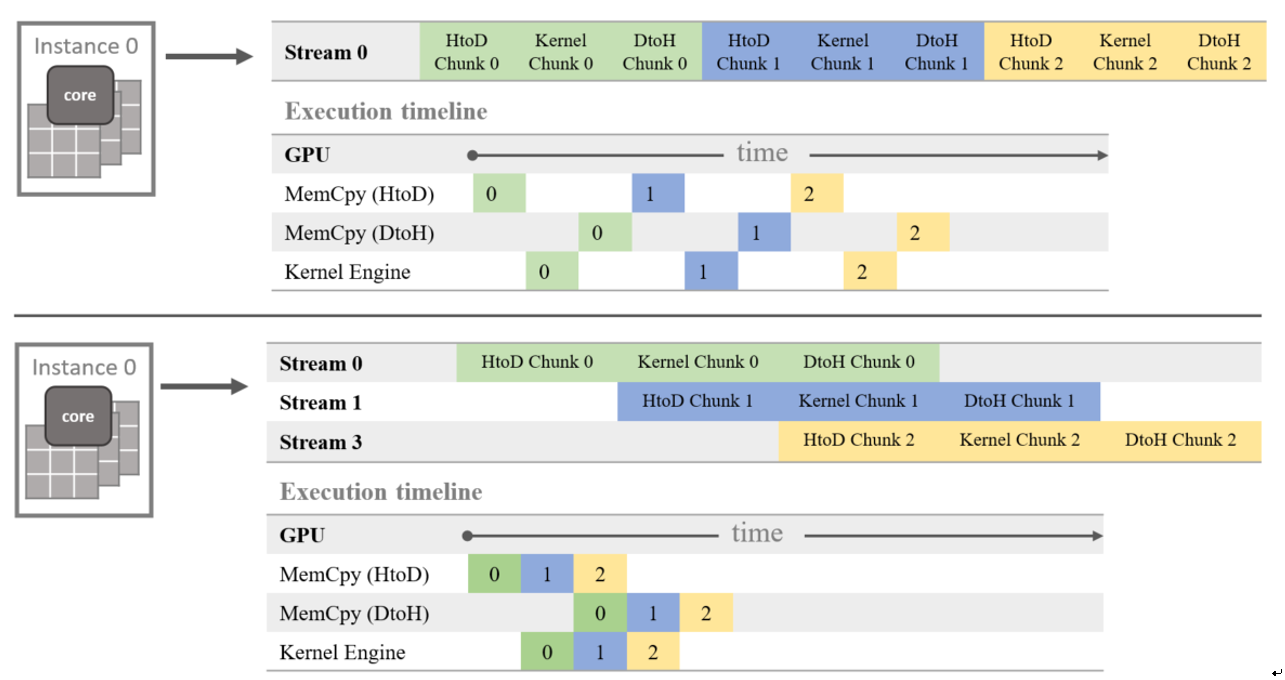 Instance 0
core
Stream 0
HtoD Chunk 0
Kernel Chunk 0
DtoH Chunk 0
HtoD Chunk 1
Kernel Chunk 1
DtoH Chunk 1
HtoD Chunk 2
Kernel Chunk 2
DtoH Chunk 2
Execution timeline
GPU time
MemCpy (HtoD) 0 1 2
MemCpy (DtoH) 0 1 2
Kernel Engine 0 1 2
Instance 0
core
Stream 0 HtoD Chunk 0 Kernel Chunk 0 DtoH Chunk 0
Stream 1 HtoD Chunk 1 Kernel Chunk 1 DtoH Chunk 1
Stream 3 HtoD Chunk 2 Kernel Chunk 2 DtoH Chunk 2
Execution timeline
GPU time
MemCpy (HtoD) 0 1 2
MemCpy (DtoH) 0 1 2
Kernel Engine 0 1 2